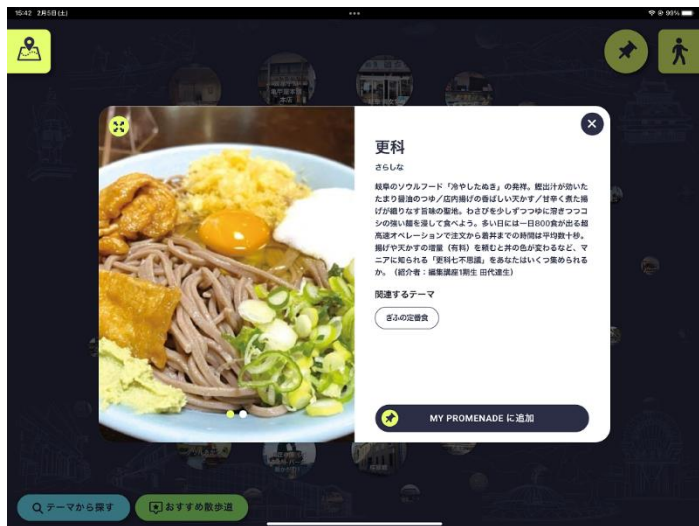 15:42 2月5日(土)
99%
本店
更科
さらしな
岐阜のソウルフード「冷やしたぬき」の発祥。鰹出汁が効いた
たまり醤油のつゆ/店内揚げの香ばしい天かす/甘辛く煮た揚
げが織りなす旨味の聖地。わさびを少しずつつゆに溶きつつコ
シの強い麺を浸して食べよう。多い日には一日800食が出る超
高速オペレーションで注文から着丼までの時間は平均数十秒。
揚げや天かすの増量(有料)を頼むと丼の色が変わるなど、マ
ニアに知られる「更科七不思議」をあなたはいくつ集められる
か。(紹介者:編集講座1期生 田代達生)
関連するテーマ
ぎふの定番食
MY PROMENADE に追加
テーマから探す
おすすめ散歩道